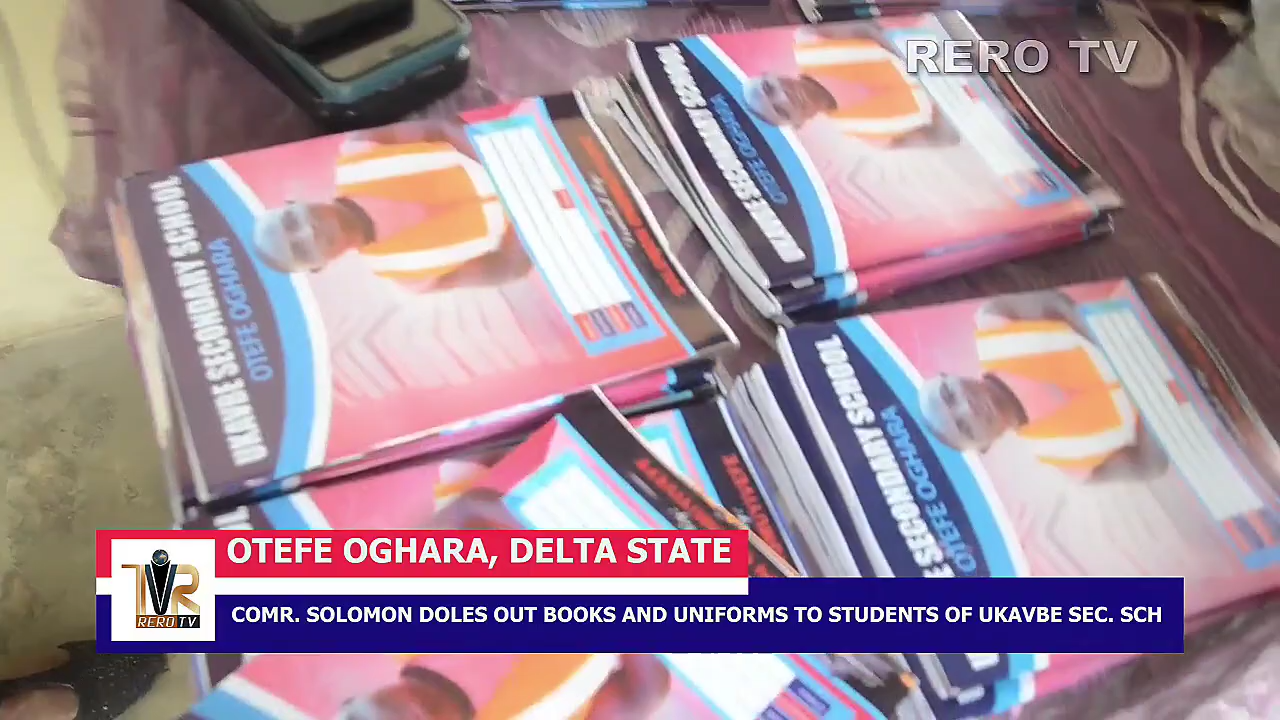 RERO TV
UKAVBE SECONDARY SCHOOL
OTEFE OGHARA
UKAVBE SECONDARY SCHOOL
OTEFE OGHARA
SECONDARY SCHOOL
OTEFE OGHARA
OTEFE OGHARA, DELTA STATE
COMR. SOLOMON DOLES OUT BOOKS AND UNIFORMS TO STUDENTS OF UKAVBE SEC. SCH
TVR
RERO TV